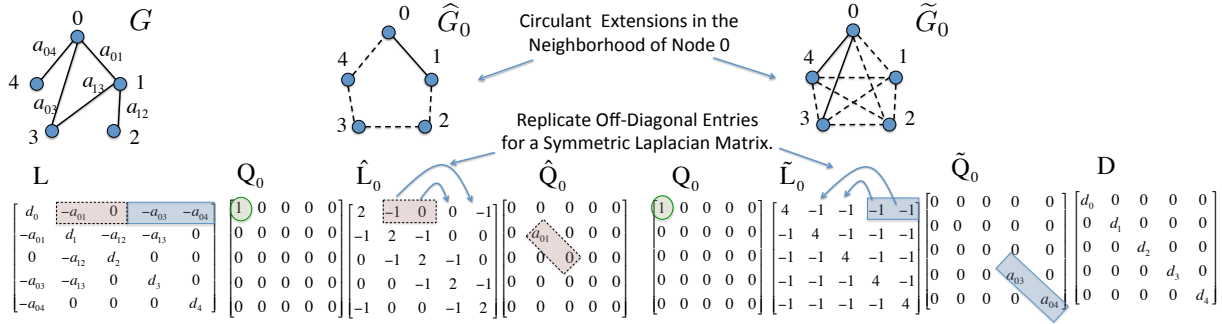 G
0
a04
a01
4
1
a03
a13
a12
3
2
Ĝ0
0
4
1
3
2
Circulant Extensions in the
Neighborhood of Node 0
G̃0
0
4
1
3
2
Replicate Off-Diagonal Entries
for a Symmetric Laplacian Matrix.
L
d0 −a01 0 −a03 −a04
−a01 d1 −a12 −a13 0
0 −a12 d2 0 0
−a03 −a13 0 d3 0
−a04 0 0 0 d4
Q0
1 0 0 0 0
0 0 0 0 0
0 0 0 0 0
0 0 0 0 0
0 0 0 0 0
L̂0
2 −1 0 0 −1
−1 2 −1 0 0
0 −1 2 −1 0
0 0 −1 2 −1
−1 0 0 −1 2
Q̂0
0 0 0 0 0
0 a01 0 0 0
0 0 0 0 0
0 0 0 0 0
0 0 0 0 0
Q0
1 0 0 0 0
0 0 0 0 0
0 0 0 0 0
0 0 0 0 0
0 0 0 0 0
L̃0
4 −1 −1 −1 −1
−1 4 −1 −1 −1
−1 −1 4 −1 −1
−1 −1 −1 4 −1
−1 −1 −1 −1 4
Q̃0
0 0 0 0 0
0 0 0 0 0
0 0 0 0 0
0 0 0 a03 0
0 0 0 0 a04
D
d0 0 0 0 0
0 d1 0 0 0
0 0 d2 0 0
0 0 0 d3 0
0 0 0 0 d4